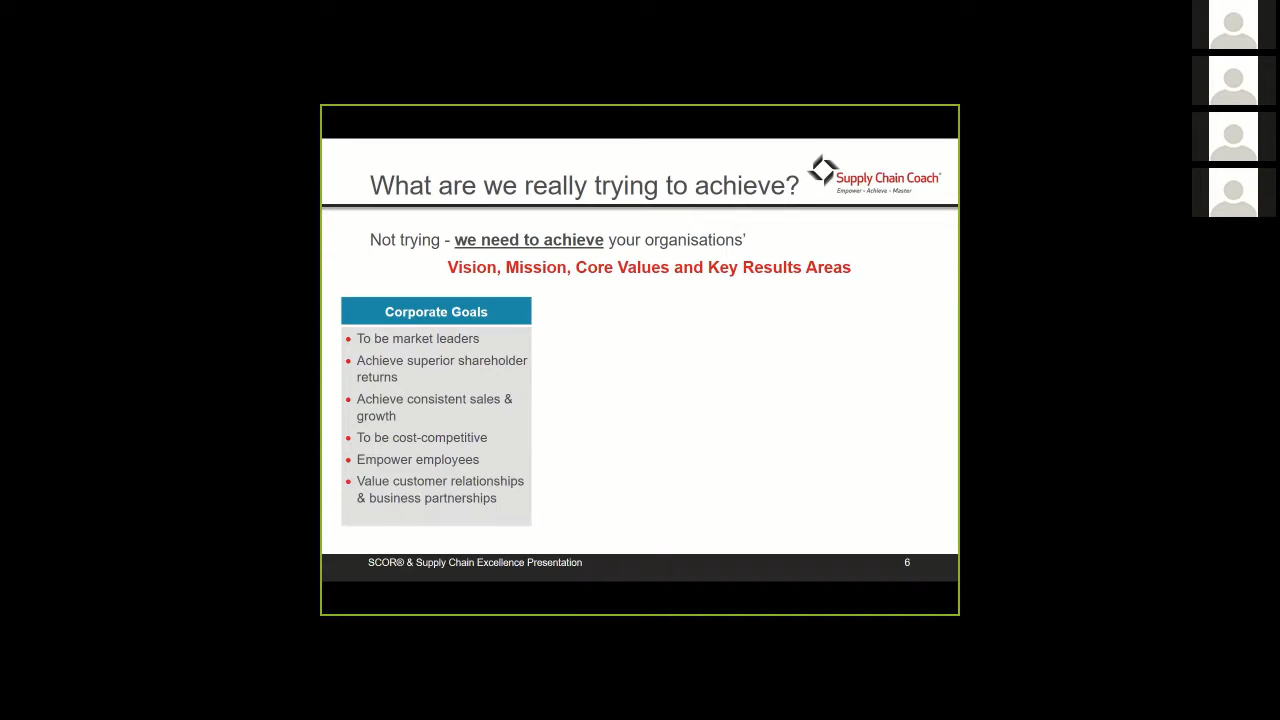 What are we really trying to achieve?
Supply Chain Coach
Empower - Achieve - Master
Not trying - we need to achieve your organisations’
Vision, Mission, Core Values and Key Results Areas
Corporate Goals
• To be market leaders
• Achieve superior shareholder
returns
• Achieve consistent sales &
growth
• To be cost-competitive
• Empower employees
• Value customer relationships
& business partnerships
SCOR® & Supply Chain Excellence Presentation
6